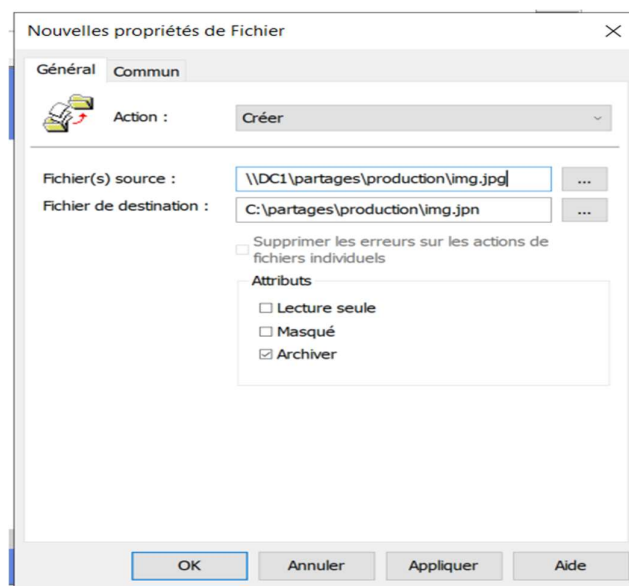 Nouvelles propriétés de Fichier
Général Commun
Action : Créer
Fichier(s) source : \\DC1\partages\production\img.jpg ...
Fichier de destination : C:\partages\production\img.jpn ...
Supprimer les erreurs sur les actions de
fichiers individuels
Attributs
Lecture seule
Masqué
Archiver
OK Annuler Appliquer Aide